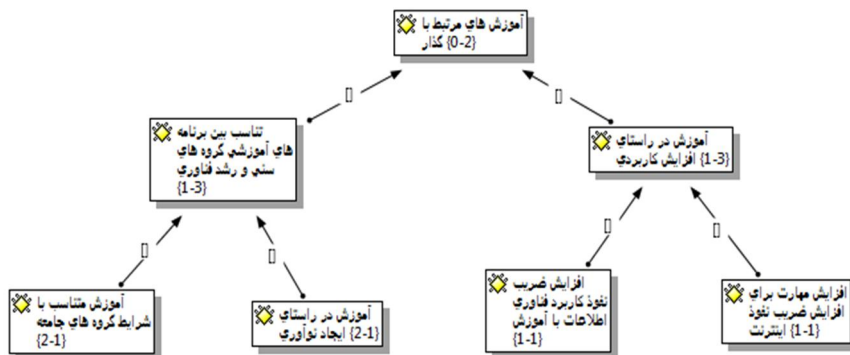 آموزش هاي مرتبط با
گذار {0-2}
تناسب بين برنامه
هاي آموزشي گروه هاي
سني و رشد فناوري
{1-3}
آموزش در راستاي
افزايش كاربردي {1-3}
آموزش متناسب با
شرايط گروه هاي جامعه
{2-1}
آموزش در راستاي
ايجاد نوآوري {2-1}
افزايش ضريب
نفوذ كاربرد فناوري
اطلاعات با آموزش
{1-1}
افزايش مهارت براي
افزايش ضريب نفوذ
اينترنت {1-1}